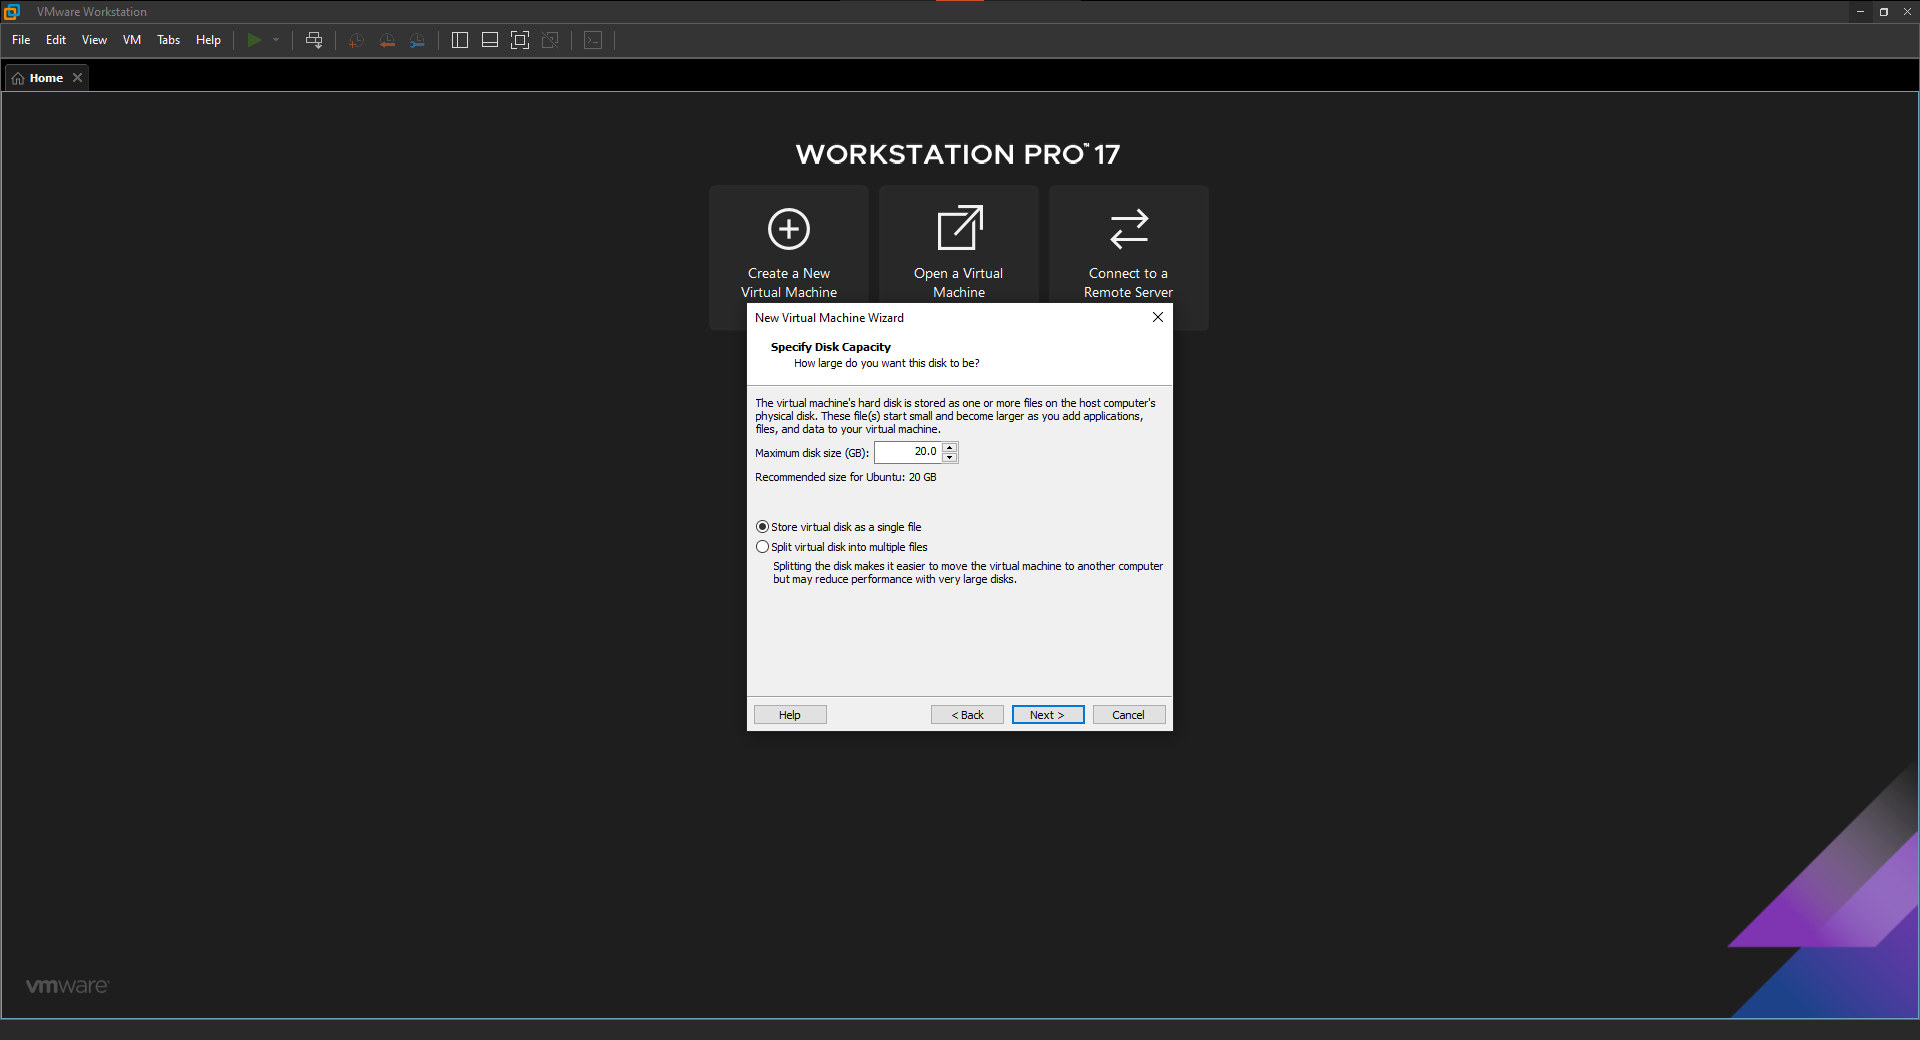 VMware Workstation
File Edit View VM Tabs Help
Home
WORKSTATION PRO™ 17
Create a New
Virtual Machine
Open a Virtual
Machine
Connect to a
Remote Server
New Virtual Machine Wizard
Specify Disk Capacity
How large do you want this disk to be?
The virtual machine's hard disk is stored as one or more files on the host computer's
physical disk. These file(s) start small and become larger as you add applications,
files, and data to your virtual machine.
Maximum disk size (GB): 20.0
Recommended size for Ubuntu: 20 GB
Store virtual disk as a single file
Split virtual disk into multiple files
Splitting the disk makes it easier to move the virtual machine to another computer
but may reduce performance with very large disks.
Help < Back Next > Cancel
vmware